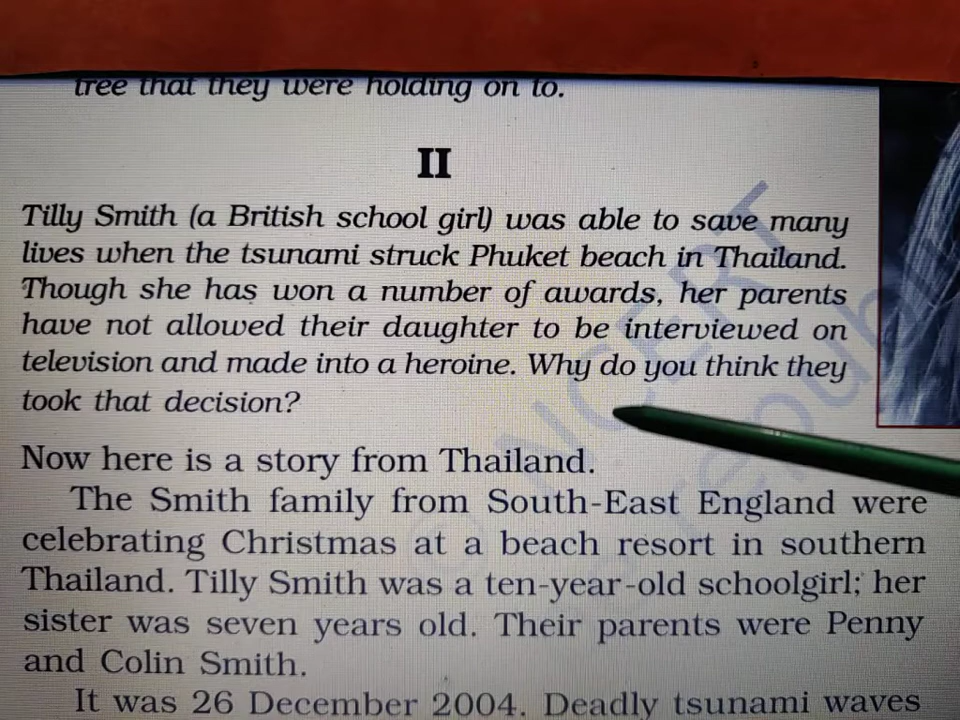 tree that they were holding on to.
II
Tilly Smith (a British school girl) was able to save many
lives when the tsunami struck Phuket beach in Thailand.
Though she has won a number of awards, her parents
have not allowed their daughter to be interviewed on
television and made into a heroine. Why do you think they
took that decision?
Now here is a story from Thailand.
The Smith family from South-East England were
celebrating Christmas at a beach resort in southern
Thailand. Tilly Smith was a ten-year-old schoolgirl; her
sister was seven years old. Their parents were Penny
and Colin Smith.
It was 26 December 2004. Deadly tsunami waves
© NCERT